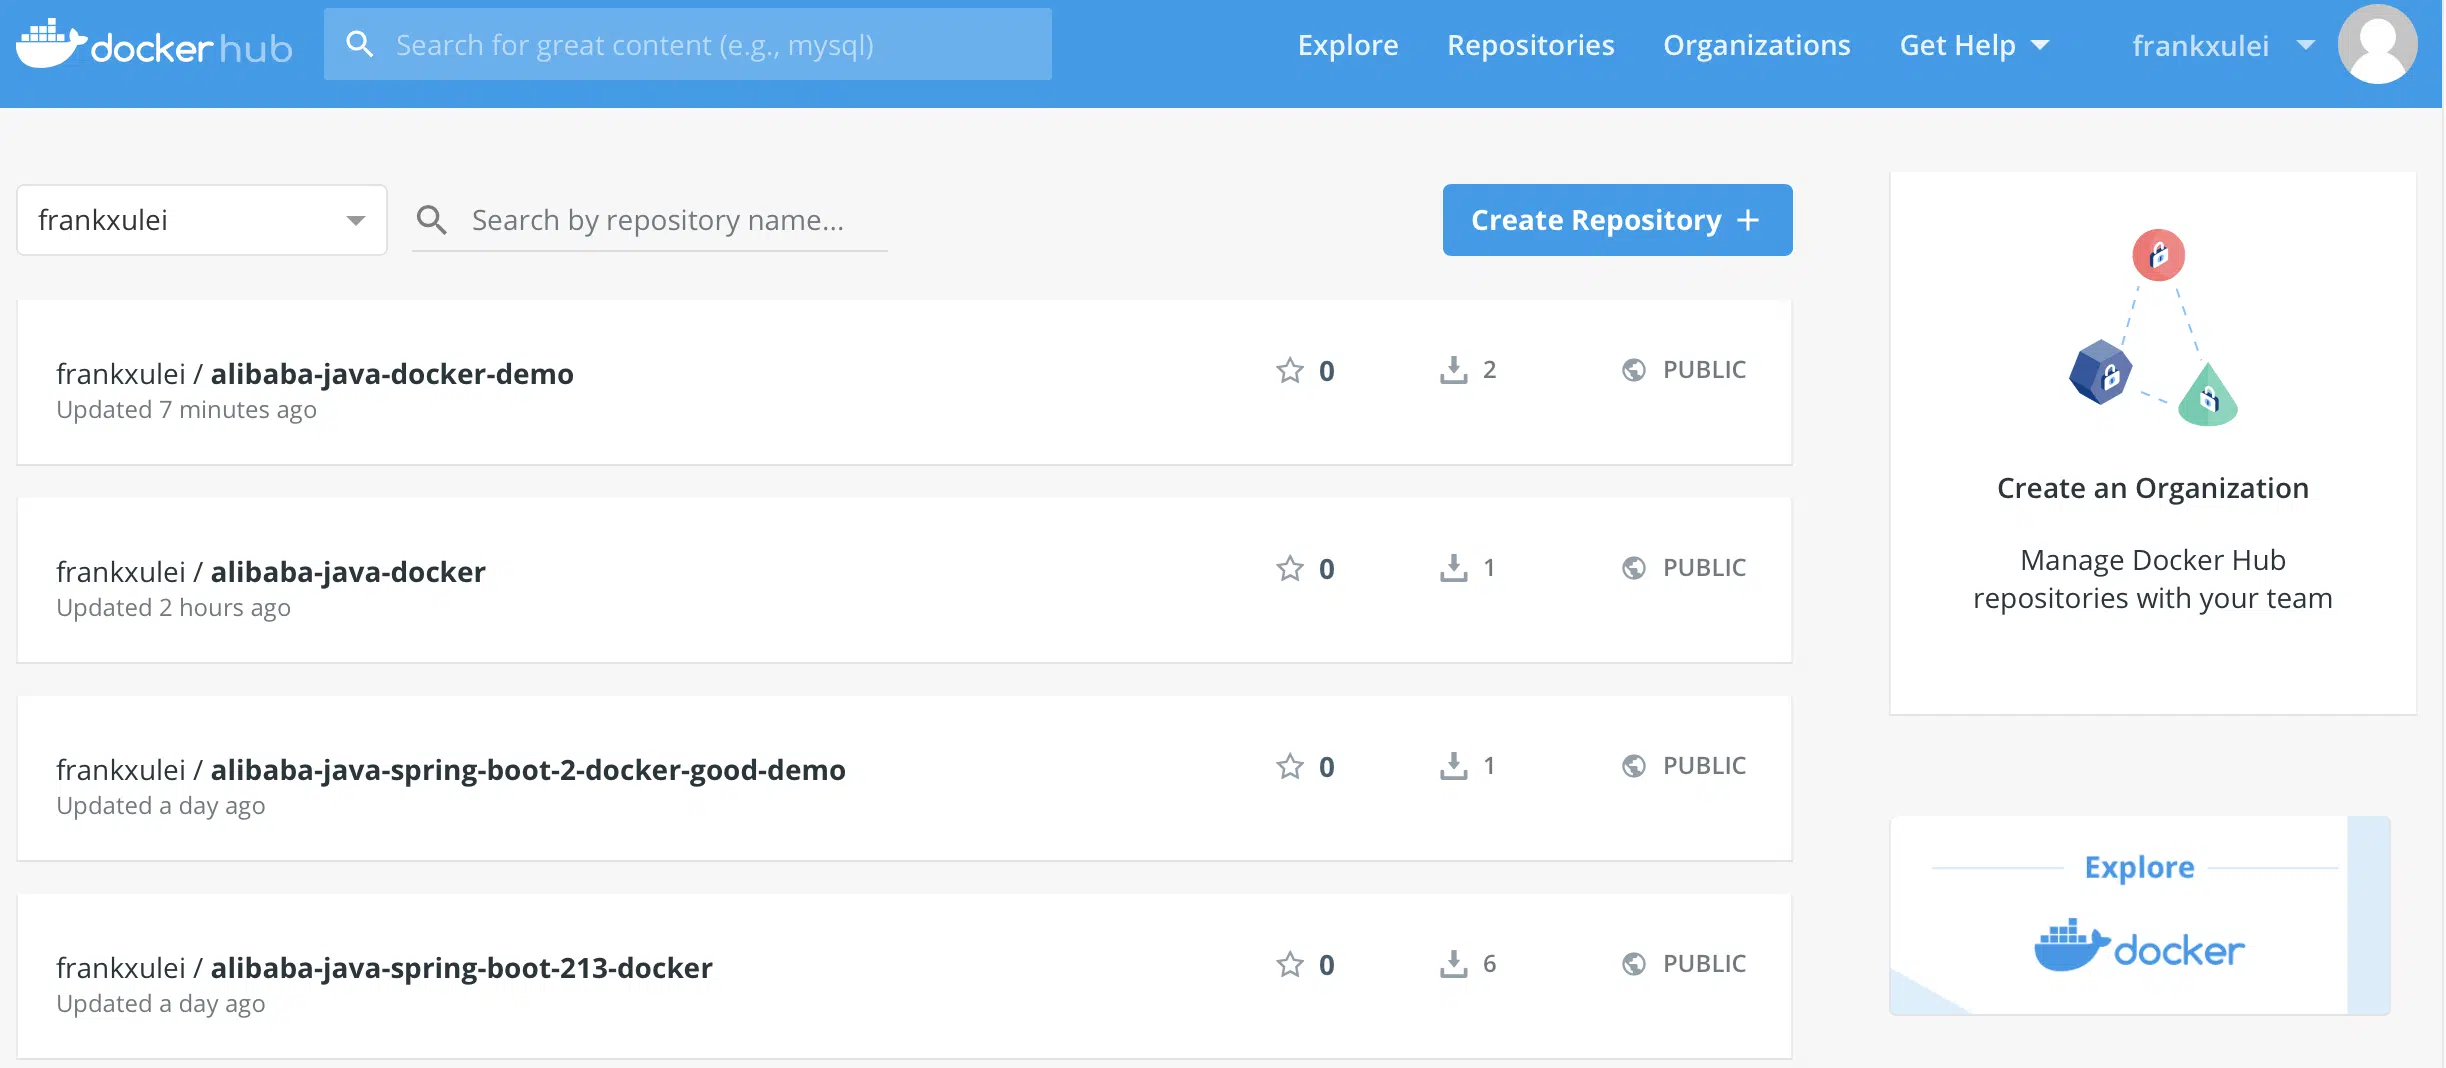 docker hub
Search for great content (e.g., mysql)
Explore
Repositories
Organizations
Get Help
frankxulei
frankxulei
Search by repository name...
Create Repository +
frankxulei / alibaba-java-docker-demo
Updated 7 minutes ago
0
2
PUBLIC
frankxulei / alibaba-java-docker
Updated 2 hours ago
0
1
PUBLIC
frankxulei / alibaba-java-spring-boot-2-docker-good-demo
Updated a day ago
0
1
PUBLIC
frankxulei / alibaba-java-spring-boot-213-docker
Updated a day ago
0
6
PUBLIC
Create an Organization
Manage Docker Hub
repositories with your team
Explore
docker